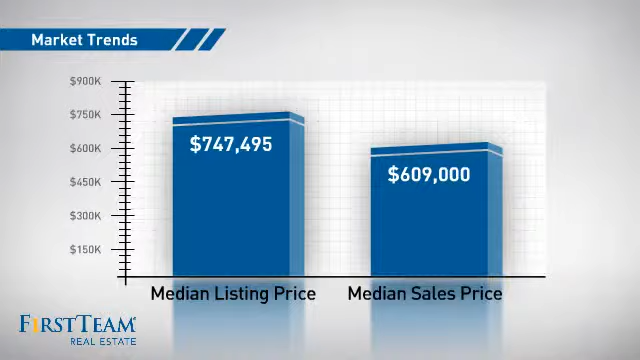 Market Trends
$900K
$750K
$600K
$450K
$300K
$150K
$747,495
$609,000
Median Listing Price
Median Sales Price
FIRSTTEAM®
REAL ESTATE